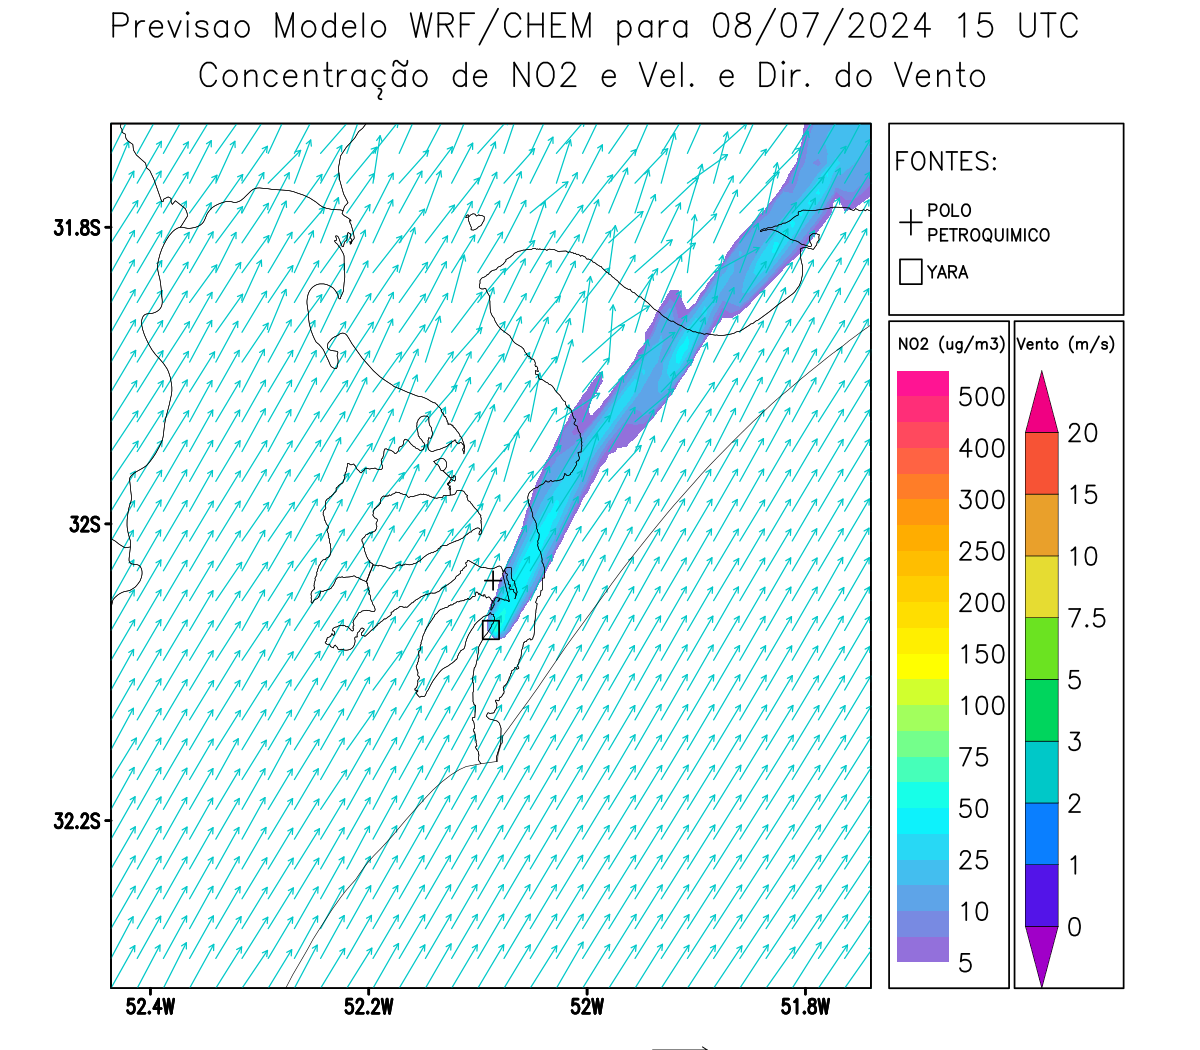 Previsao Modelo WRF/CHEM para 08/07/2024 15 UTC
Concentração de NO2 e Vel. e Dir. do Vento
FONTES:
POLO
PETROQUIMICO
YARA
31.8S
32S
32.2S
52.4W
52.2W
52W
51.8W
NO2 (ug/m3)
500
400
300
250
200
150
100
75
50
25
10
5
Vento (m/s)
20
15
10
7.5
5
3
2
1
0